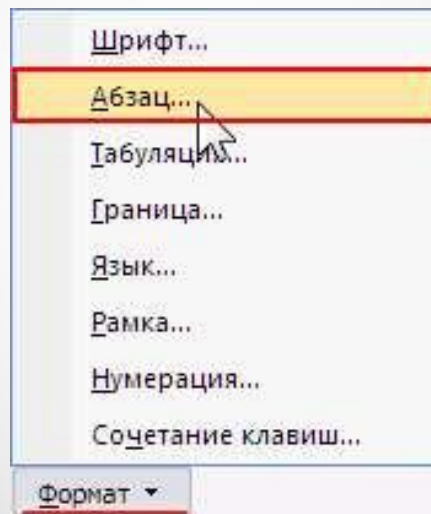 Шрифт...
Абзац...
Табуляция...
Граница...
Язык...
Рамка...
Нумерация...
Сочетание клавиш...
Формат